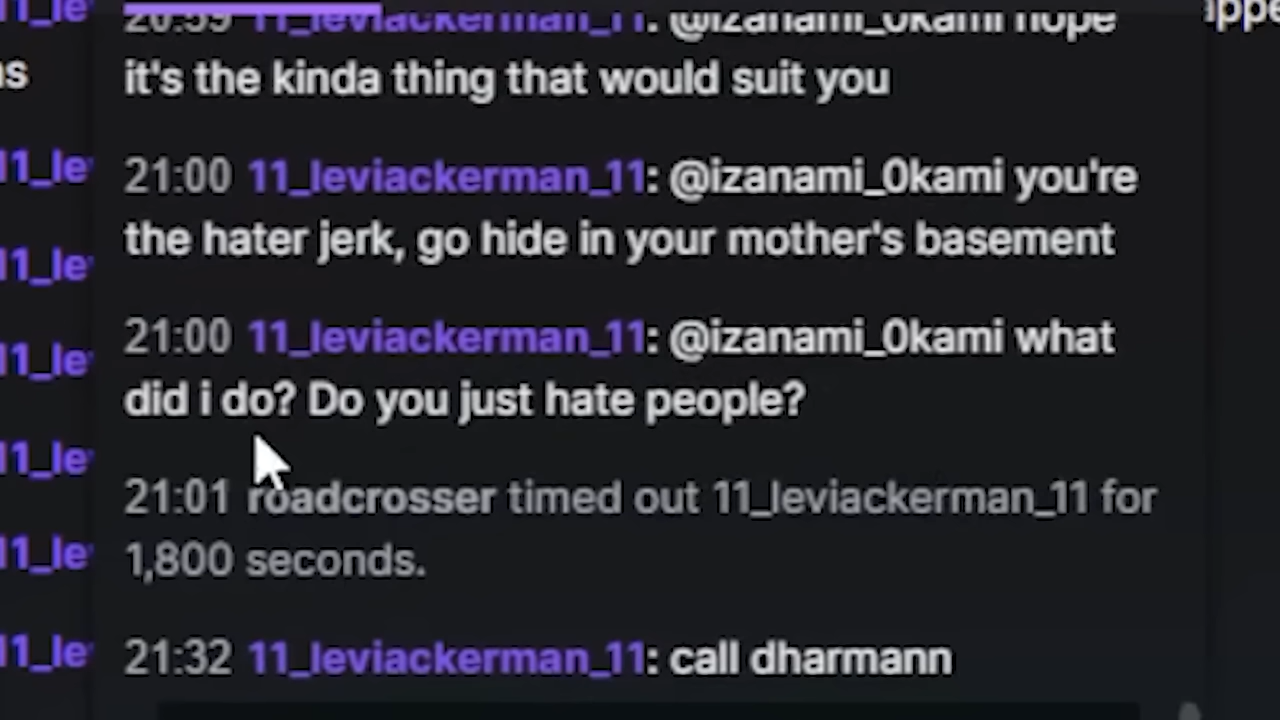 20:59 11_leviackerman_11: @izanami_0kami nope
it's the kinda thing that would suit you
21:00 11_leviackerman_11: @izanami_0kami you're
the hater jerk, go hide in your mother's basement
21:00 11_leviackerman_11: @izanami_0kami what
did i do? Do you just hate people?
21:01 roadcrosser timed out 11_leviackerman_11 for
1,800 seconds.
21:32 11_leviackerman_11: call dharmann